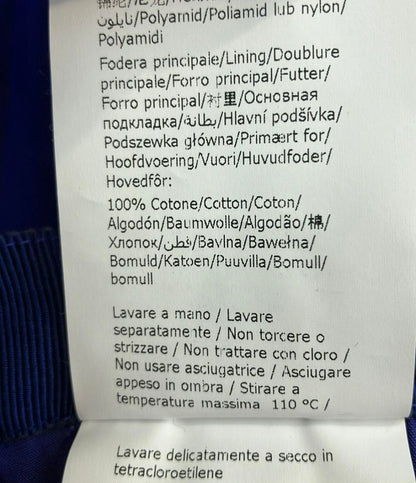 نايلون/Polyamid/Poliamid lub nylon/
Polyamidi
Fodera principale/Lining/Doublure
principale/Forro principal/Futter/
Forro principal/衬里/Основная
подкладка/بطانة/Hlavní podšívka/
Podszewka główna/Primært for/
Hoofdvoering/Vuori/Huvudfoder/
Hovedfôr:
100% Cotone/Cotton/Coton/
Algodón/Baumwolle/Algodão/棉/
Хлопок/قطن/Bavlna/Bawełna/
Bomuld/Katoen/Puuvilla/Bomull/
bomull
Lavare a mano / Lavare
separatamente / Non torcere o
strizzare / Non trattare con cloro /
Non usare asciugatrice / Asciugare
appeso in ombra / Stirare a
temperatura massima 110 ºC /
Lavare delicatamente a secco in
tetracloroetilene